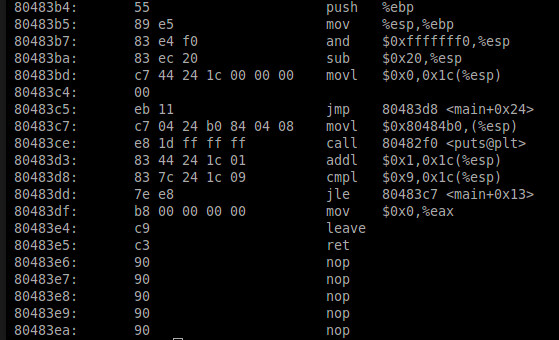 80483b4: 55 push %ebp
80483b5: 89 e5 mov %esp,%ebp
80483b7: 83 e4 f0 and $0xfffffff0,%esp
80483ba: 83 ec 20 sub $0x20,%esp
80483bd: c7 44 24 1c 00 00 00 movl $0x0,0x1c(%esp)
80483c4: 00
80483c5: eb 11 jmp 80483d8 <main+0x24>
80483c7: c7 04 24 b0 84 04 08 movl $0x80484b0,(%esp)
80483ce: e8 1d ff ff ff call 80482f0 <puts@plt>
80483d3: 83 44 24 1c 01 addl $0x1,0x1c(%esp)
80483d8: 83 7c 24 1c 09 cmpl $0x9,0x1c(%esp)
80483dd: 7e e8 jle 80483c7 <main+0x13>
80483df: b8 00 00 00 00 mov $0x0,%eax
80483e4: c9 leave
80483e5: c3 ret
80483e6: 90 nop
80483e7: 90 nop
80483e8: 90 nop
80483e9: 90 nop
80483ea: 90 nop